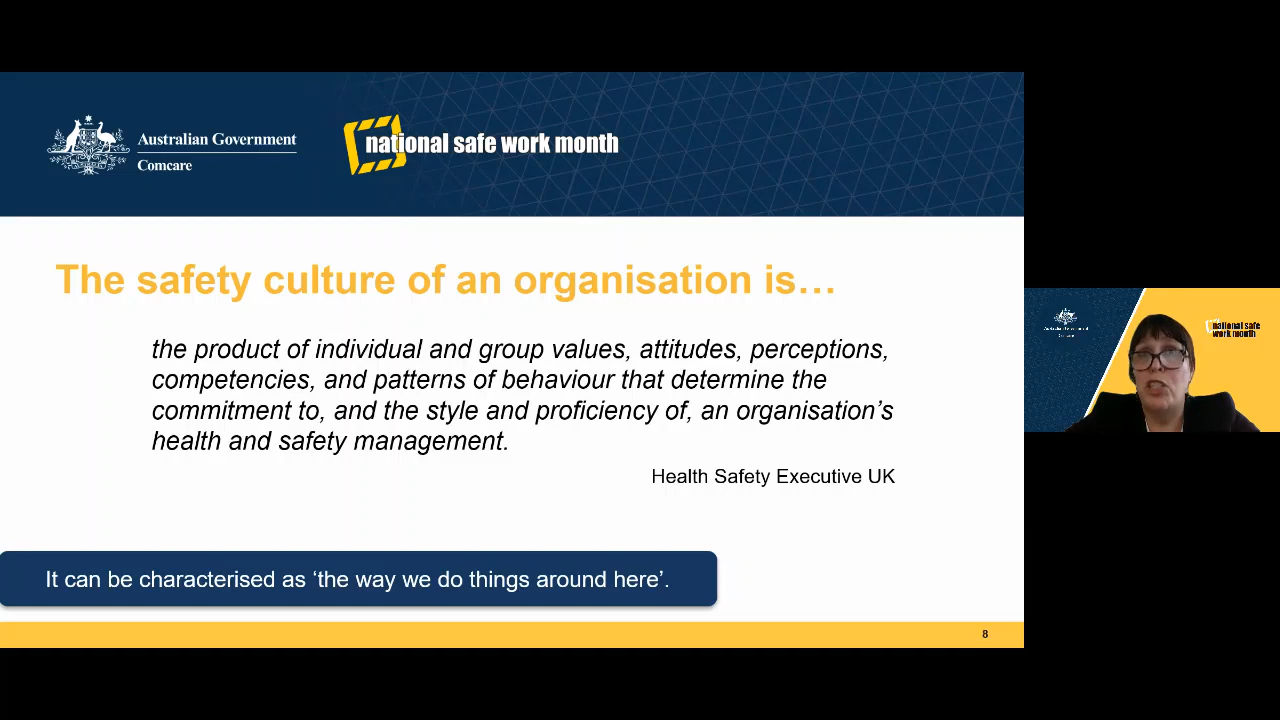 Australian Government
Comcare
national safe work month
The safety culture of an organisation is…
the product of individual and group values, attitudes, perceptions,
competencies, and patterns of behaviour that determine the
commitment to, and the style and proficiency of, an organisation’s
health and safety management.
Health Safety Executive UK
It can be characterised as ‘the way we do things around here’.
8
Australian Government
Comcare
national safe
work month